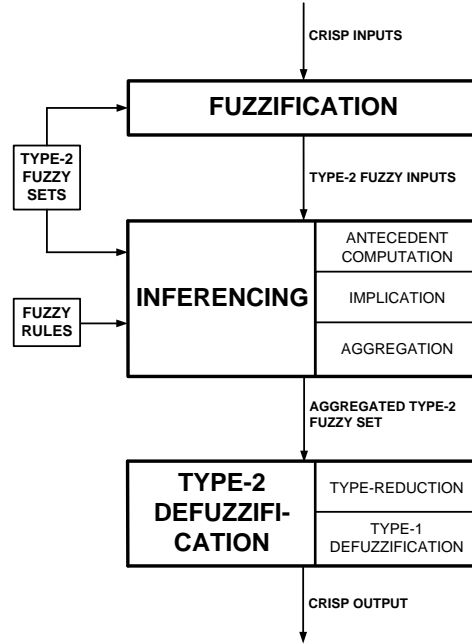 CRISP INPUTS
FUZZIFICATION
TYPE-2
FUZZY
SETS
TYPE-2 FUZZY INPUTS
INFERENCING
ANTECEDENT
COMPUTATION
IMPLICATION
AGGREGATION
FUZZY
RULES
AGGREGATED TYPE-2
FUZZY SET
TYPE-2
DEFUZZIFI-
CATION
TYPE-REDUCTION
TYPE-1
DEFUZZIFICATION
CRISP OUTPUT